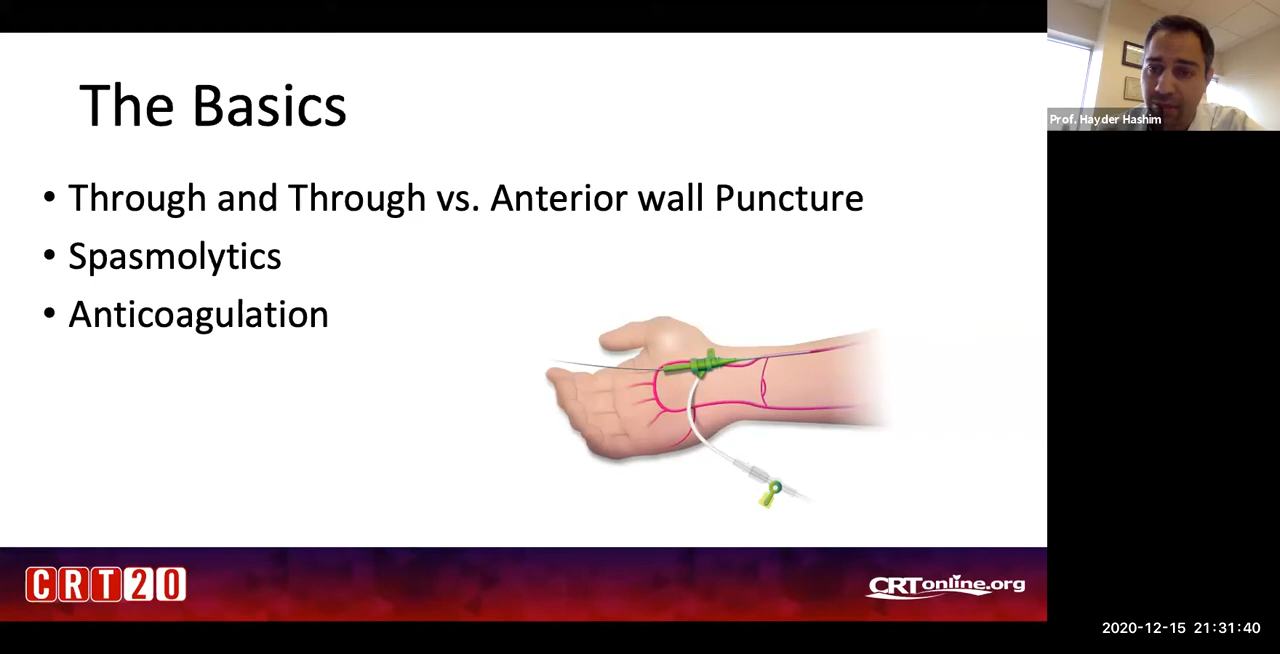 The Basics
• Through and Through vs. Anterior wall Puncture
• Spasmolytics
• Anticoagulation
Prof. Hayder Hashim
CRT20
CRTonline.org
2020-12-15 21:31:40